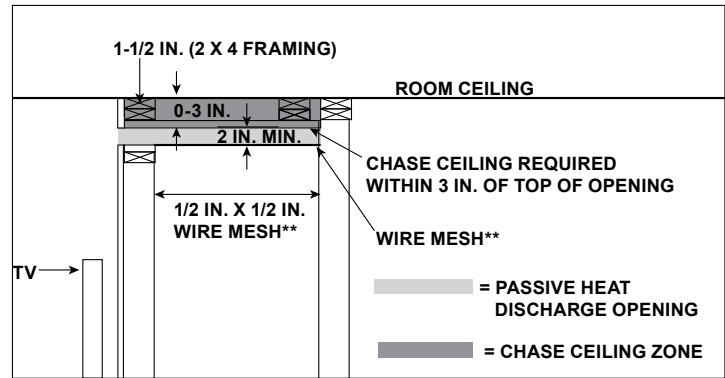 1-1/2 IN. (2 X 4 FRAMING)
ROOM CEILING
0-3 IN.
2 IN. MIN.
CHASE CEILING REQUIRED
WITHIN 3 IN. OF TOP OF OPENING
1/2 IN. X 1/2 IN.
WIRE MESH**
WIRE MESH**
TV
= PASSIVE HEAT
DISCHARGE OPENING
= CHASE CEILING ZONE